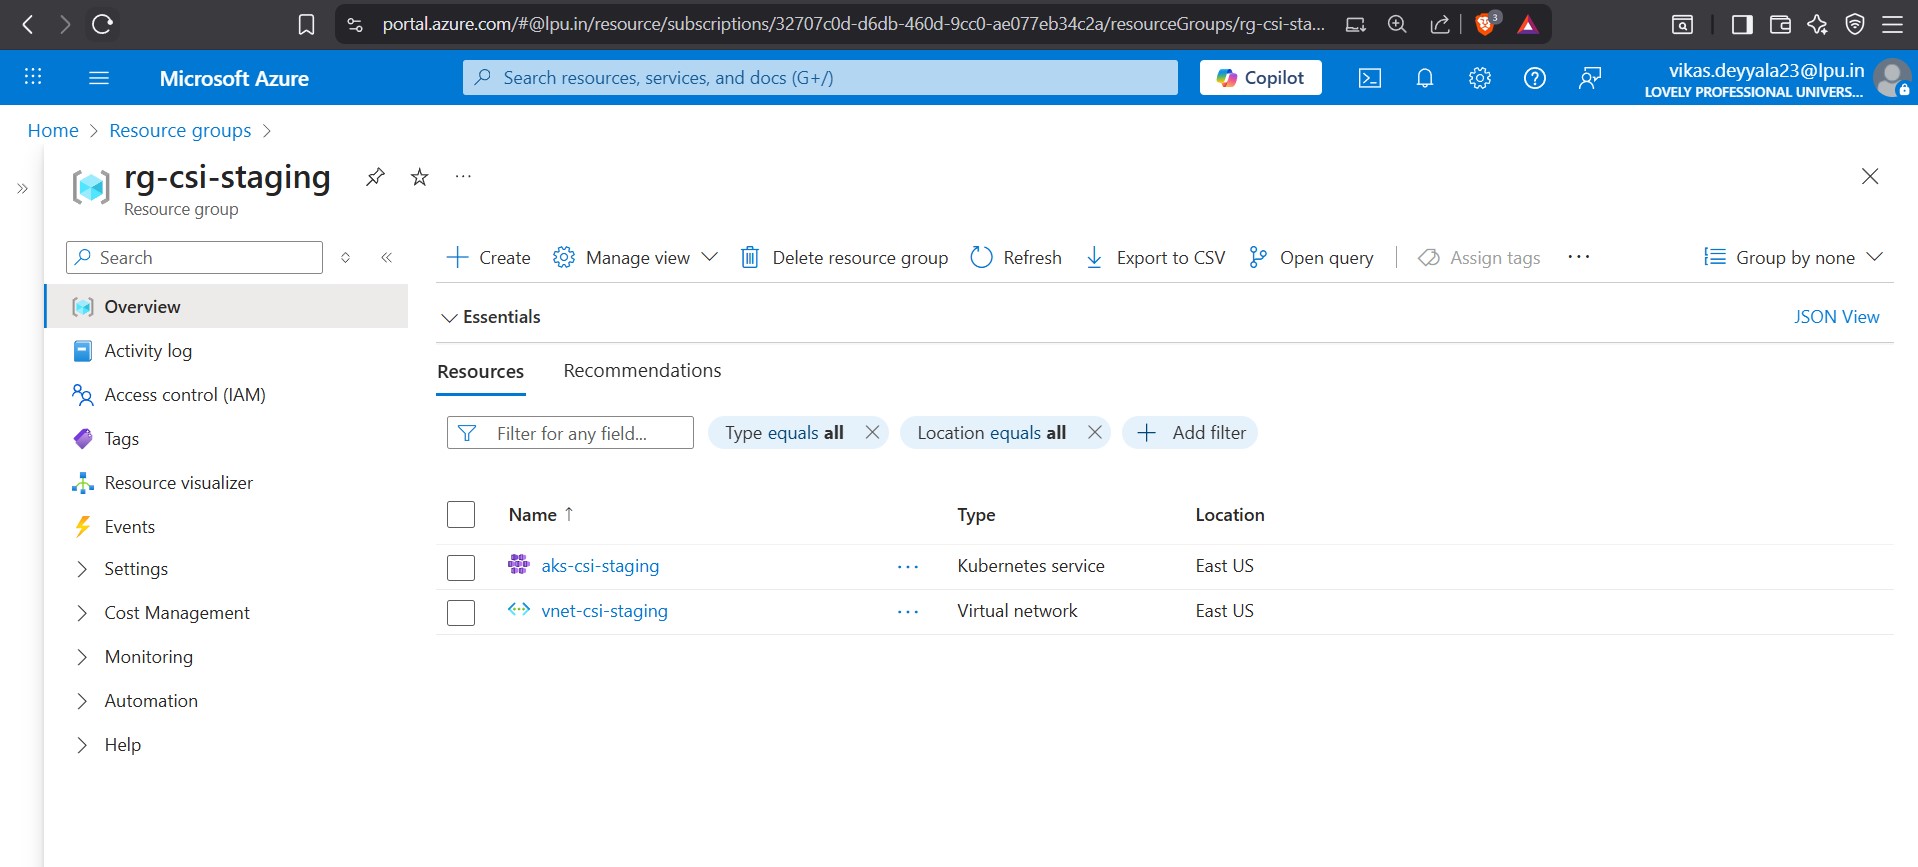 portal.azure.com/#@lpu.in/resource/subscriptions/32707c0d-d6db-460d-9cc0-ae077eb34c2a/resourceGroups/rg-csi-sta...
3
Microsoft Azure
Search resources, services, and docs (G+/)
Copilot
vikas.deyyala23@lpu.in
LOVELY PROFESSIONAL UNIVERS...
Home > Resource groups >
rg-csi-staging
Resource group
Search
Create
Manage view
Delete resource group
Refresh
Export to CSV
Open query
Assign tags
Group by none
Overview
Activity log
Access control (IAM)
Tags
Resource visualizer
Events
Settings
Cost Management
Monitoring
Automation
Help
Essentials
JSON View
Resources Recommendations
Filter for any field...
Type equals all
Location equals all
Add filter
Name ↑ Type Location
aks-csi-staging ... Kubernetes service East US
vnet-csi-staging ... Virtual network East US